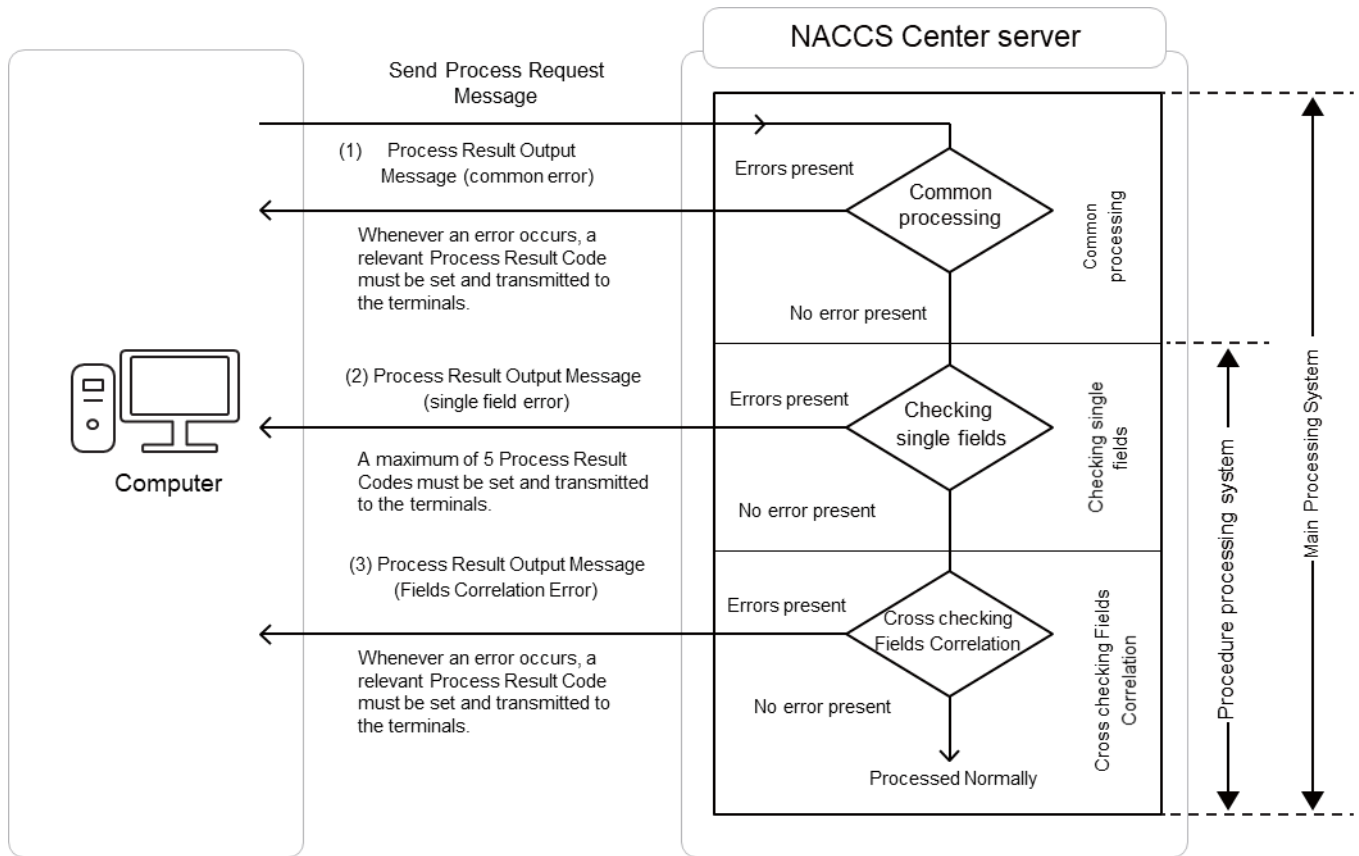 NACCS Center server
Send Process Request
Message
(1) Process Result Output
Message (common error)
Errors present
Common
processing
Common
processing
Whenever an error occurs, a
relevant Process Result Code
must be set and transmitted to
the terminals.
No error present
(2) Process Result Output Message
(single field error)
Errors present
Checking
single fields
Checking single
fields
Computer
A maximum of 5 Process Result
Codes must be set and transmitted
to the terminals.
No error present
(3) Process Result Output Message
(Fields Correlation Error)
Errors present
Cross checking
Fields Correlation
Cross checking Fields
Correlation
Whenever an error occurs, a
relevant Process Result Code
must be set and transmitted to
the terminals.
No error present
Processed Normally
Procedure processing system
Main Processing System